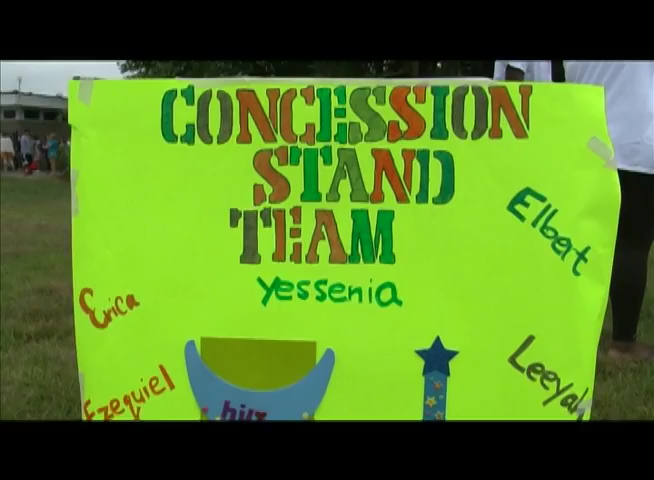 CONCESSION
STAND
TEAM
Elbert
Yessenia
Erica
Leeyah
Ezequiel